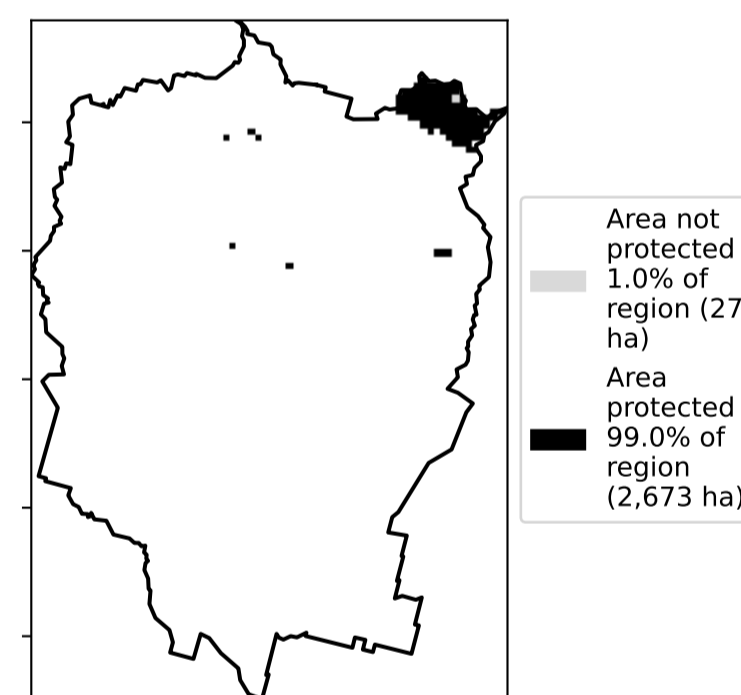 Area not
protected
1.0% of
region (27
ha)
Area
protected
99.0% of
region
(2,673 ha)